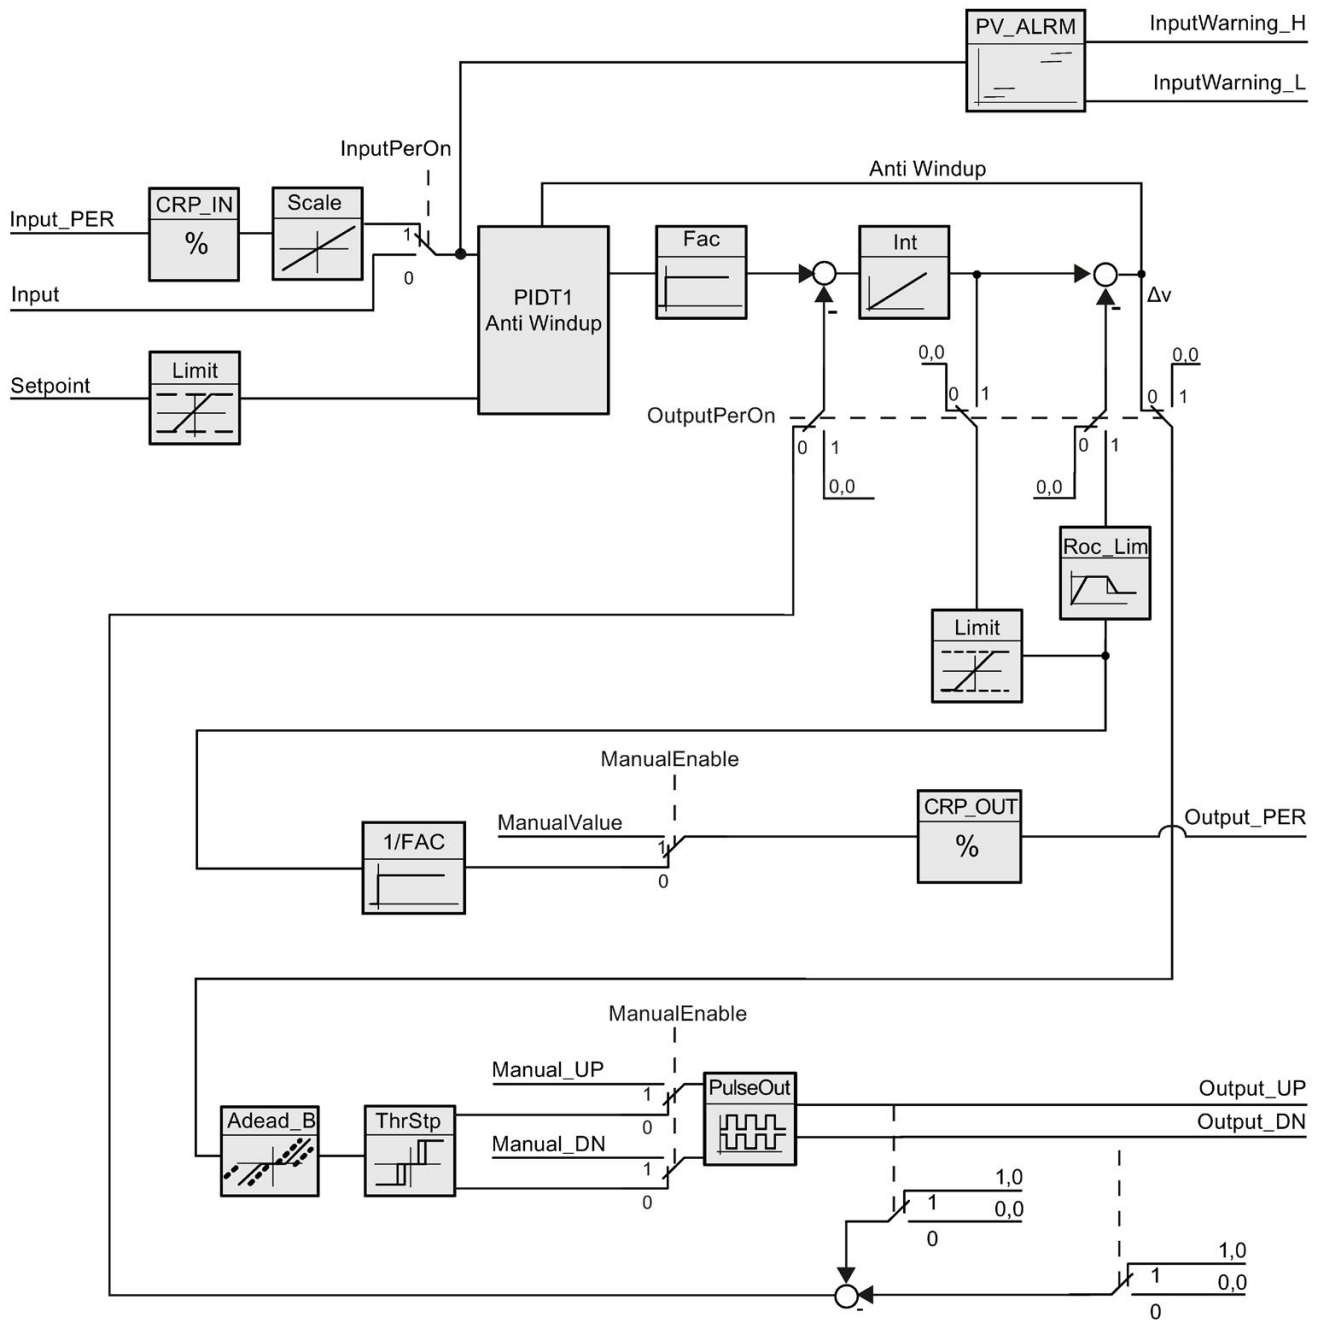 PV_ALRM
InputWarning_H
InputWarning_L
InputPerOn
Anti Windup
Input_PER
CRP_IN
%
Scale
1
0
Input
PIDT1
Anti Windup
Fac
Int
-
-
Δv
Setpoint
Limit
0,0
0,0
0
1
0
1
OutputPerOn
0
1
0
1
0,0
0,0
Roc_Lim
Limit
ManualEnable
ManualValue
1
0
1/FAC
CRP_OUT
%
Output_PER
ManualEnable
Manual_UP
1
0
Manual_DN
1
0
PulseOut
Output_UP
Output_DN
Adead_B
ThrStp
1,0
1
0,0
0
1,0
1
0,0
0
-